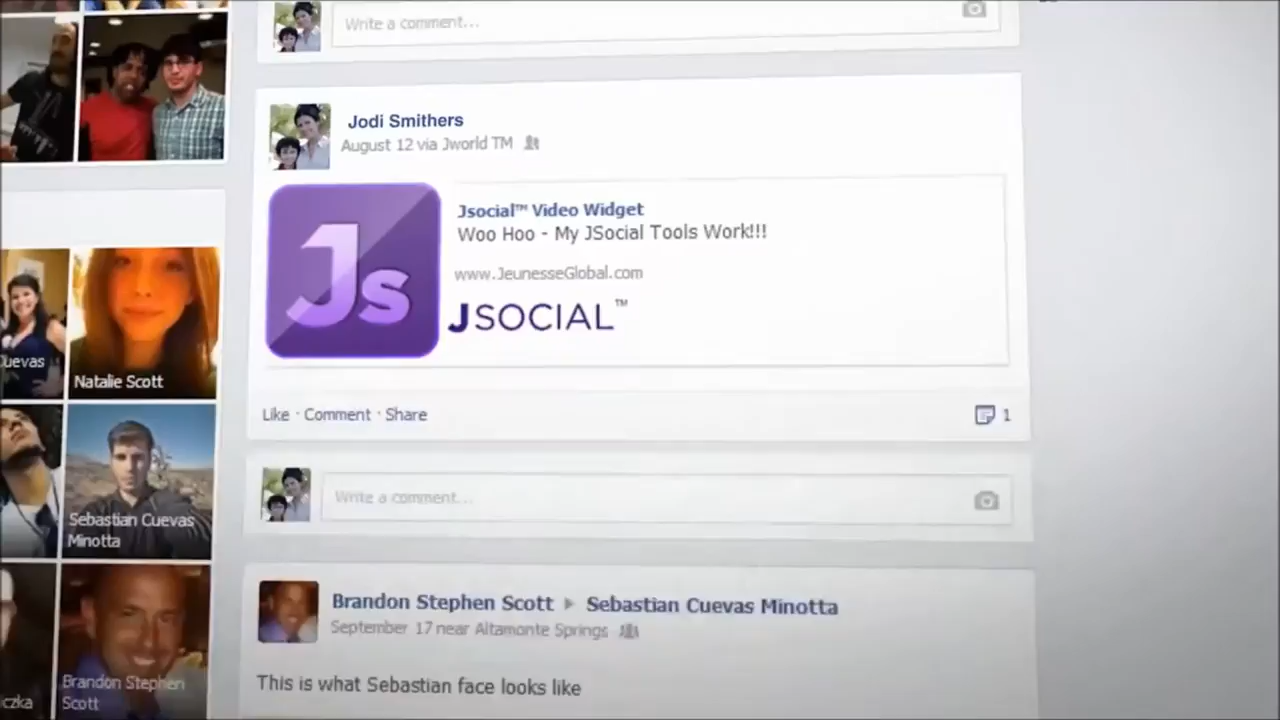 Write a comment...
Jodi Smithers
August 12 via Jworld TM
Js
Jsocial™ Video Widget
Woo Hoo - My JSocial Tools Work!!!
www.JeunesseGlobal.com
JSOCIAL™
Like · Comment · Share
1
Write a comment...
Brandon Stephen Scott
Sebastian Cuevas Minotta
September 17 near Altamonte Springs
This is what Sebastian face looks like
Cuevas
Natalie Scott
Sebastian Cuevas
Minotta
czka
Brandon Stephen
Scott